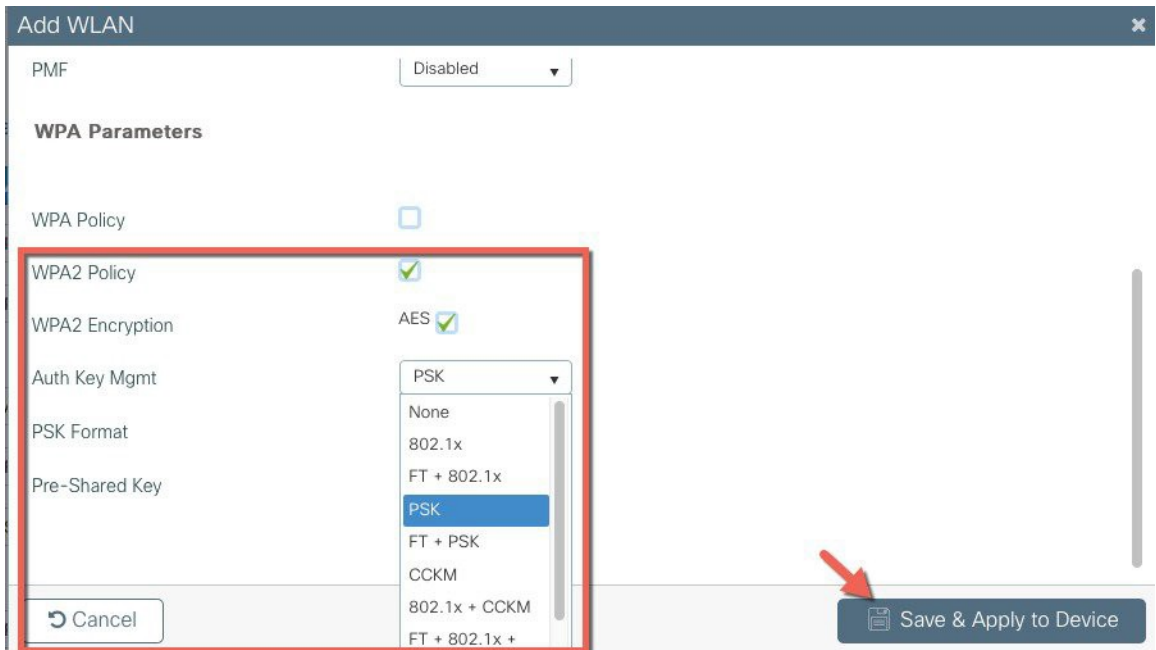 Add WLAN
PMF Disabled
WPA Parameters
WPA Policy
WPA2 Policy
WPA2 Encryption AES
Auth Key Mgmt PSK
None
PSK Format
802.1x
FT + 802.1x
Pre-Shared Key
PSK
FT + PSK
CCKM
802.1x + CCKM
Cancel
Save & Apply to Device
FT + 802.1x +